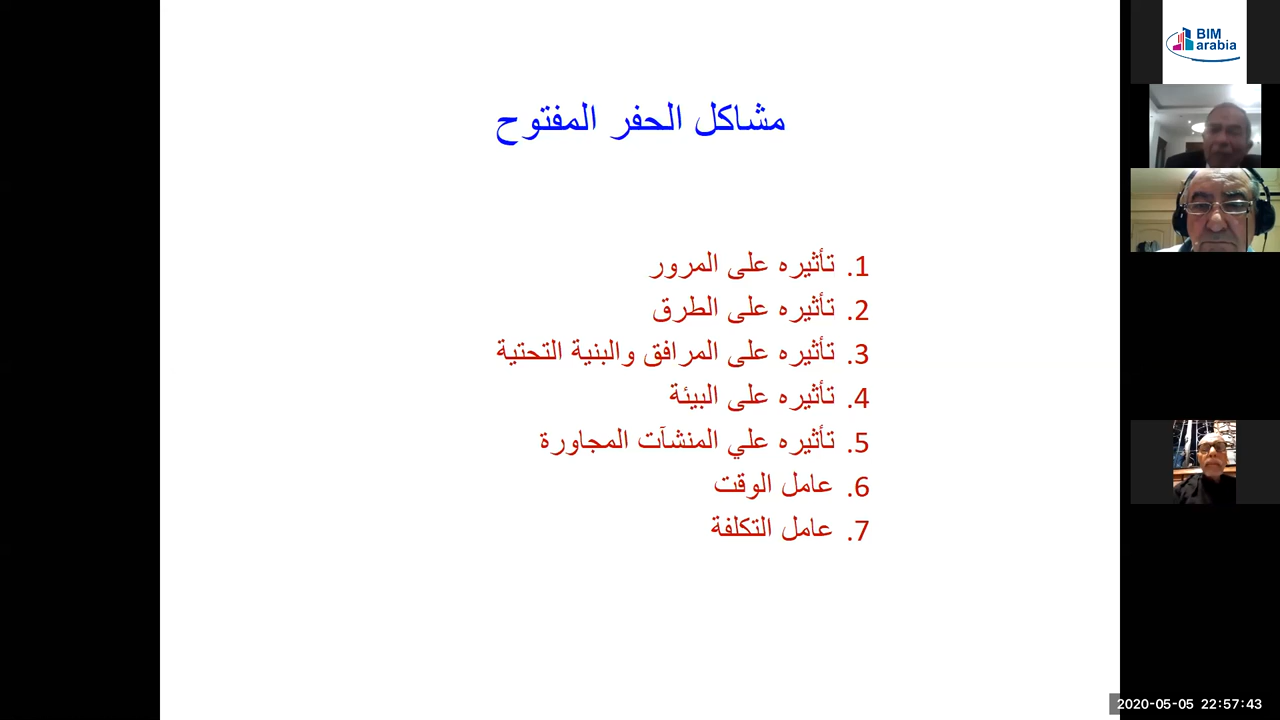 مشاكل الحفر المفتوح
1. تأثيره على المرور
2. تأثيره على الطرق
3. تأثيره على المرافق والبنية التحتية
4. تأثيره على البيئة
5. تأثيره علي المنشآت المجاورة
6. عامل الوقت
7. عامل التكلفة
BIM
arabia
2020-05-05 22:57:43